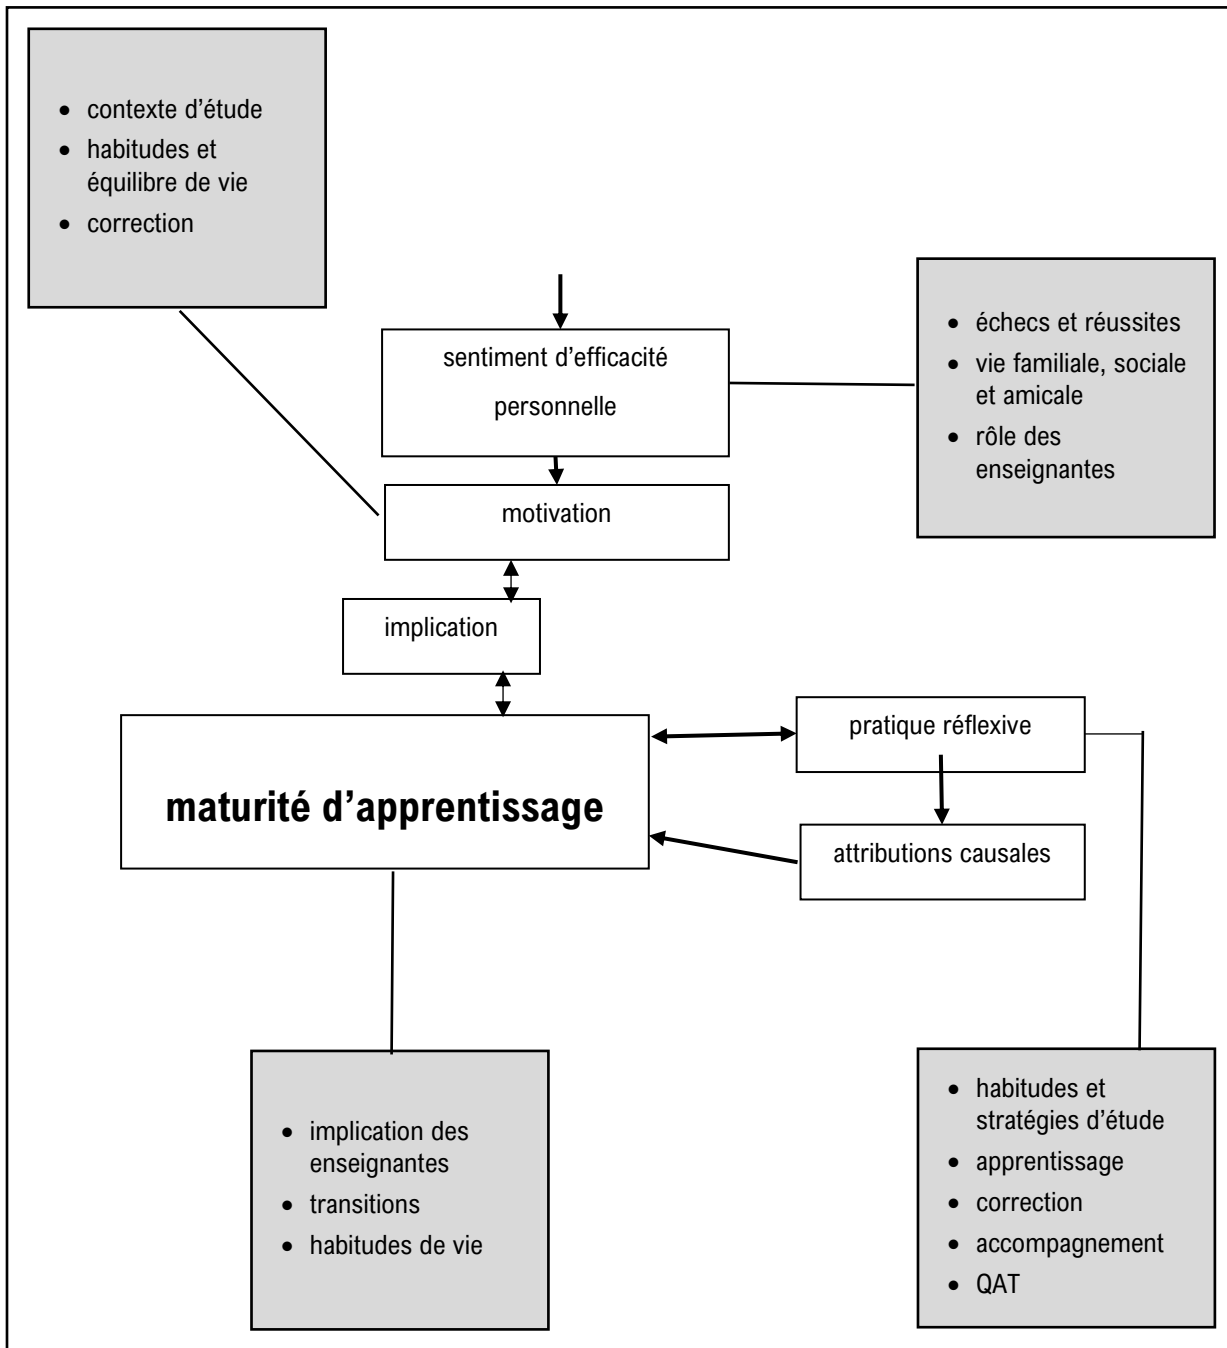 • contexte d'étude
• habitudes et
équilibre de vie
• correction
sentiment d'efficacité
personnelle
• échecs et réussites
• vie familiale, sociale
et amicale
• rôle des
enseignantes
motivation
implication
maturité d'apprentissage
pratique réflexive
attributions causales
• implication des
enseignantes
• transitions
• habitudes de vie
• habitudes et
stratégies d'étude
• apprentissage
• correction
• accompagnement
• QAT